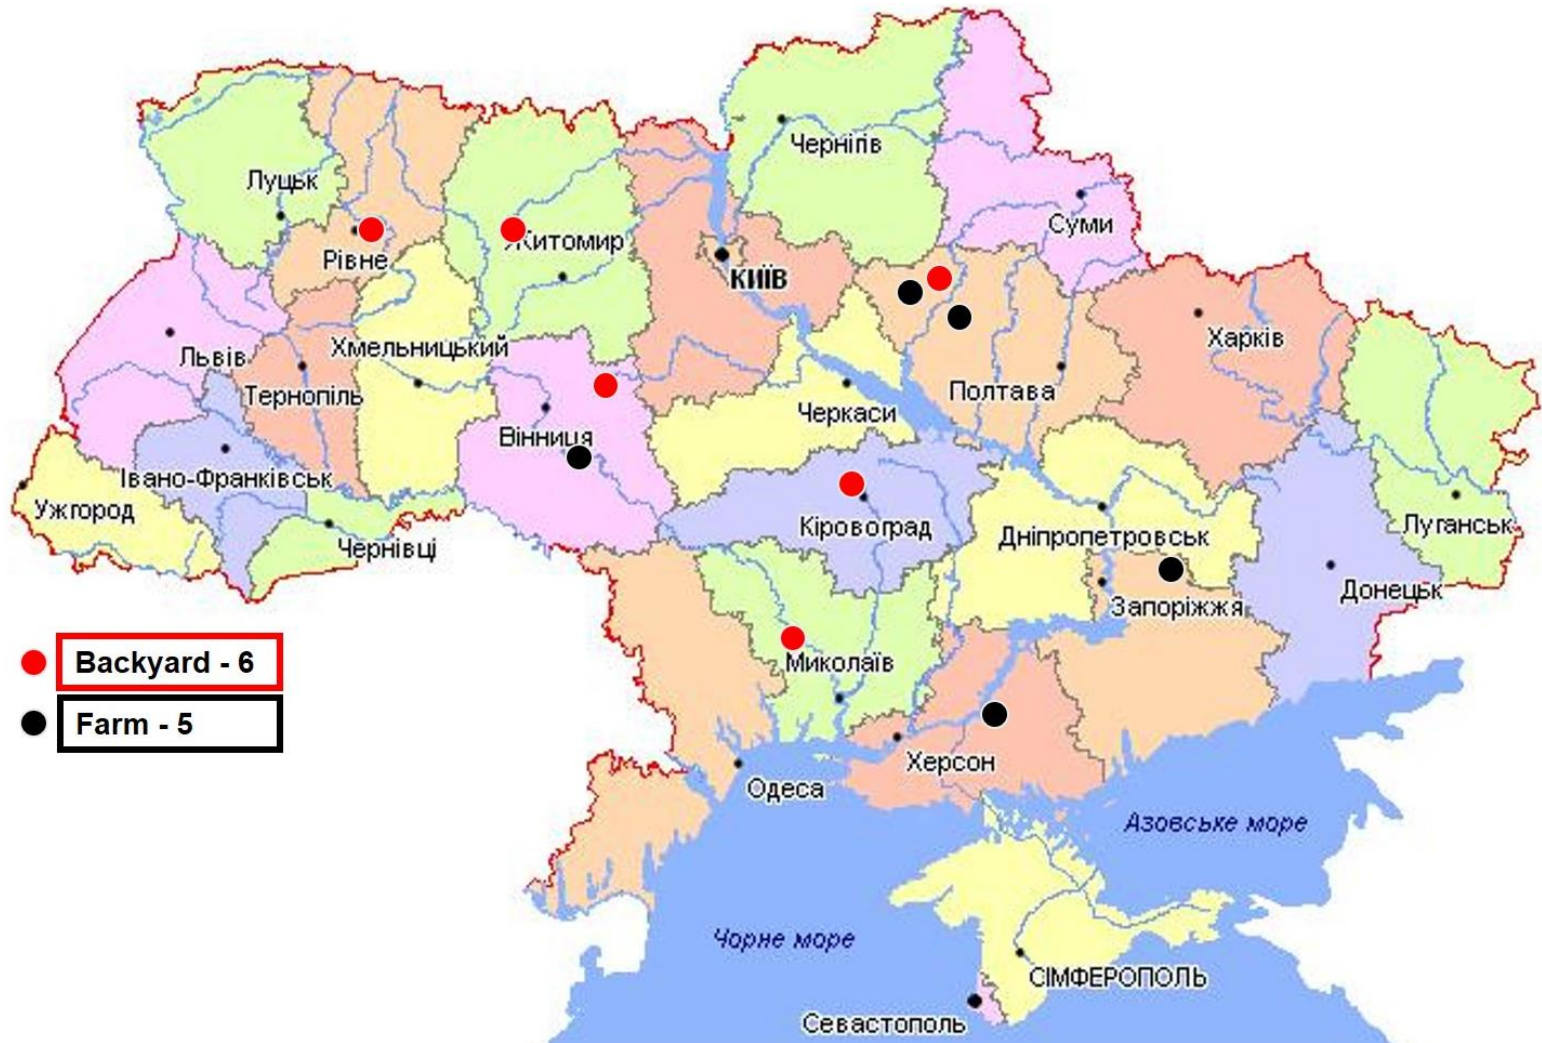 Чернігів
Луцьк
Суми
Житомир
Рівне
КИЇВ
Харків
Хмельницький
Львів
Тернопіль
Полтава
Черкаси
Вінниця
Івано-Франківськ
Ужгород
Кіровоград
Луганськ
Дніпропетровськ
Чернівці
Донецьк
Запоріжжя
Backyard - 6
Миколаїв
Farm - 5
Херсон
Одеса
Азовське море
Чорне море
СІМФЕРОПОЛЬ
Севастополь